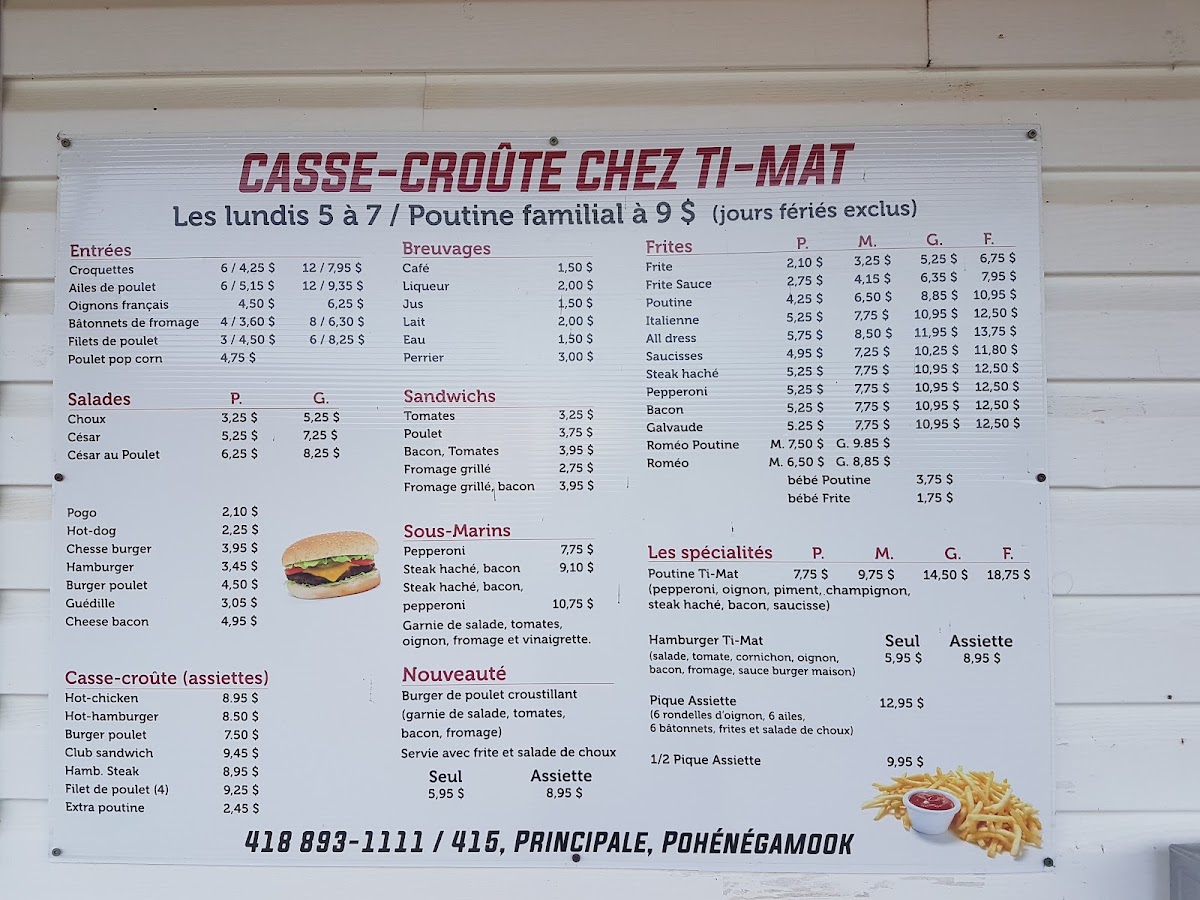 CASSE-CROÛTE CHEZ TI-MAT
Les lundis 5 à 7 / Poutine familial à 9 $ (jours fériés exclus)
Entrées
Croquettes 6 / 4,25 $ 12 / 7,95 $
Ailes de poulet 6 / 5,15 $ 12 / 9,35 $
Oignons français 4,50 $ 6,25 $
Bâtonnets de fromage 4 / 3,60 $ 8 / 6,30 $
Filets de poulet 3 / 4,50 $ 6 / 8,25 $
Poulet pop corn 4,75 $
Salades P. G.
Choux 3,25 $ 5,25 $
César 5,25 $ 7,25 $
César au Poulet 6,25 $ 8,25 $
Pogo 2,10 $
Hot-dog 2,25 $
Chesse burger 3,95 $
Hamburger 3,45 $
Burger poulet 4,50 $
Guédille 3,05 $
Cheese bacon 4,95 $
Casse-croûte (assiettes)
Hot-chicken 8.95 $
Hot-hamburger 8.50 $
Burger poulet 7.50 $
Club sandwich 9,45 $
Hamb. Steak 8,95 $
Filet de poulet (4) 9,25 $
Extra poutine 2,45 $
Breuvages
Café 1,50 $
Liqueur 2,00 $
Jus 1,50 $
Lait 2,00 $
Eau 1,50 $
Perrier 3,00 $
Sandwichs
Tomates 3,25 $
Poulet 3,75 $
Bacon, Tomates 3,95 $
Fromage grillé 2,75 $
Fromage grillé, bacon 3,95 $
Sous-Marins
Pepperoni 7,75 $
Steak haché, bacon 9,10 $
Steak haché, bacon,
pepperoni 10,75 $
Garnie de salade, tomates,
oignon, fromage et vinaigrette.
Nouveauté
Burger de poulet croustillant
(garnie de salade, tomates,
bacon, fromage)
Servie avec frite et salade de choux
Seul Assiette
5,95 $ 8,95 $
Frites P. M. G. F.
Frite 2,10 $ 3,25 $ 5,25 $ 6,75 $
Frite Sauce 2,75 $ 4,15 $ 6,35 $ 7,95 $
Poutine 4,25 $ 6,50 $ 8,85 $ 10,95 $
Italienne 5,25 $ 7,75 $ 10,95 $ 12,50 $
All dress 5,75 $ 8,50 $ 11,95 $ 13,75 $
Saucisses 4,95 $ 7,25 $ 10,25 $ 11,80 $
Steak haché 5,25 $ 7,75 $ 10,95 $ 12,50 $
Pepperoni 5,25 $ 7,75 $ 10,95 $ 12,50 $
Bacon 5,25 $ 7,75 $ 10,95 $ 12,50 $
Galvaude 5.25 $ 7,75 $ 10,95 $ 12,50 $
Roméo Poutine M. 7,50 $ G. 9.85 $
Roméo M. 6,50 $ G. 8,85 $
bébé Poutine 3,75 $
bébé Frite 1,75 $
Les spécialités P. M. G. F.
Poutine Ti-Mat 7,75 $ 9,75 $ 14,50 $ 18,75 $
(pepperoni, oignon, piment, champignon,
steak haché, bacon, saucisse)
Hamburger Ti-Mat Seul Assiette
(salade, tomate, cornichon, oignon, 5,95 $ 8,95 $
bacon, fromage, sauce burger maison)
Pique Assiette 12,95 $
(6 rondelles d'oignon, 6 ailes,
6 bâtonnets, frites et salade de choux)
1/2 Pique Assiette 9,95 $
418 893-1111 / 415, PRINCIPALE, POHÉNÉGAMOOK